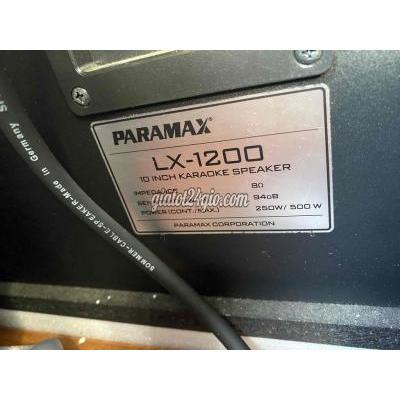 PARAMAX®
LX-1200
10 INCH KARAOKE SPEAKER
IMPEDANCE 8Ω
94dB
POWER (CONT./MAX.) 250W/ 500 W
PARAMAX CORPORATION
giatot24gio.com
SOMMER-CABLE-SPEAKER-Made in Germany